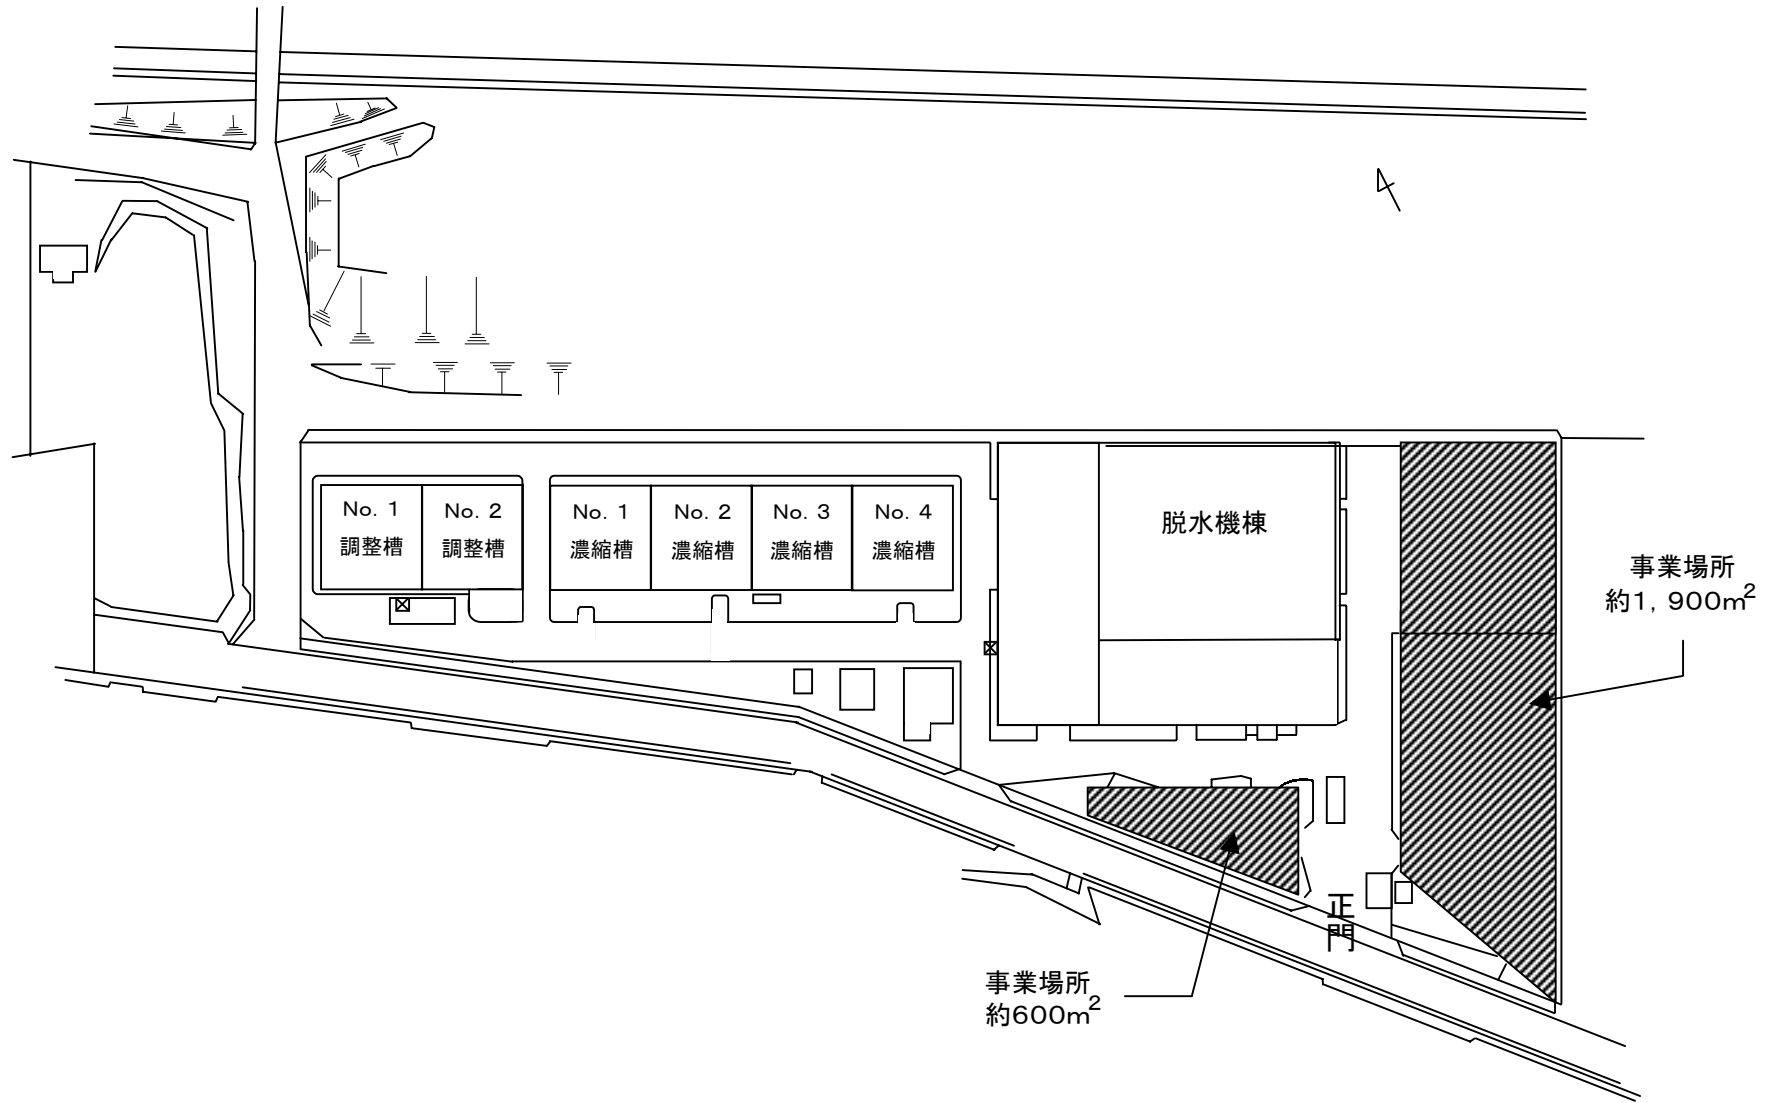 No. 1
調整槽
No. 2
調整槽
No. 1
濃縮槽
No. 2
濃縮槽
No. 3
濃縮槽
No. 4
濃縮槽
脱水機棟
事業場所
約1, 900m²
正門
事業場所
約600m²